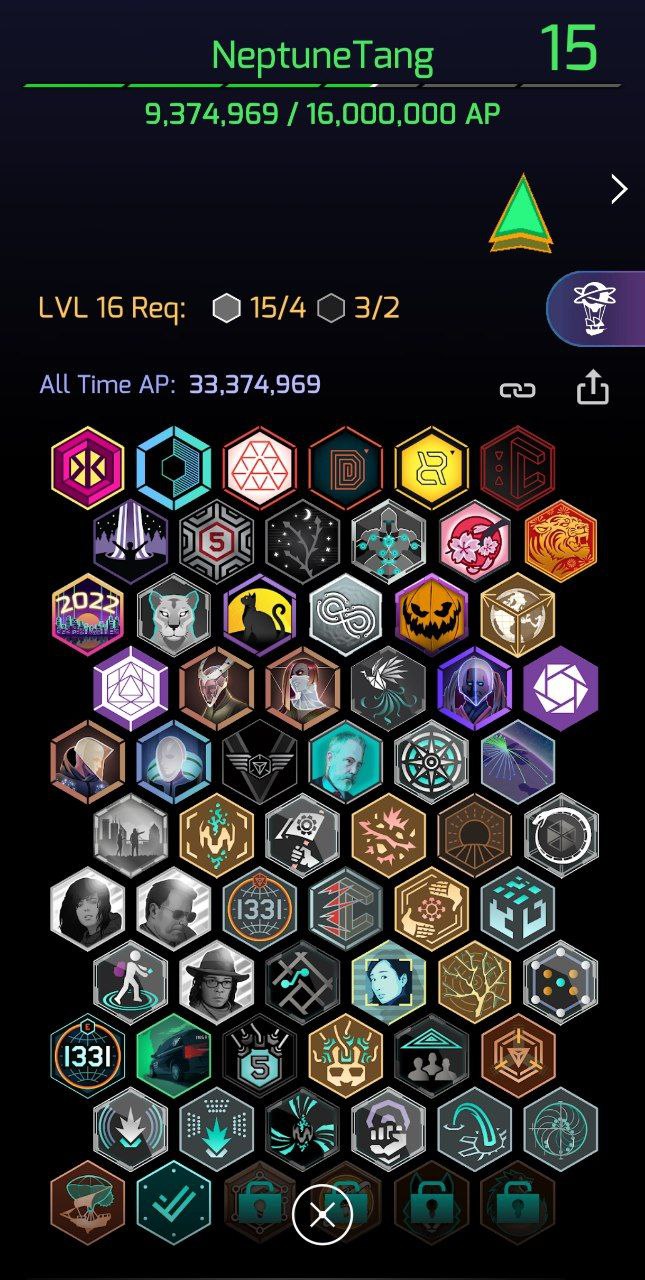 NeptuneTang 15
9,374,969 / 16,000,000 AP
LVL 16 Req: 15/4 3/2
All Time AP: 33,374,969
D R C
5
2022
1331
1331
5